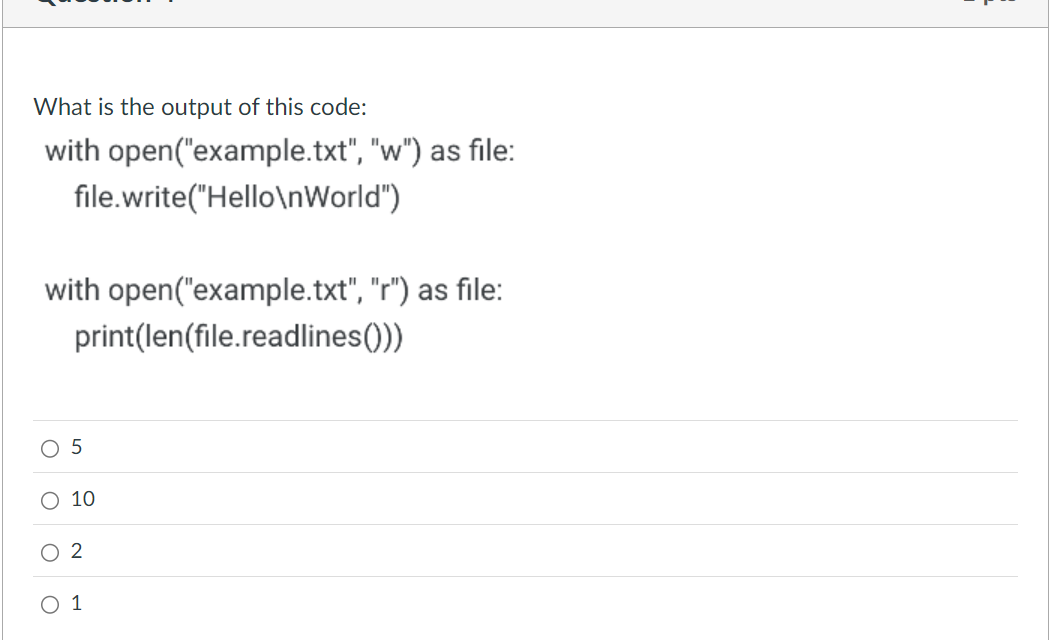 What is the output of this code:
with open("example.txt", "w") as file:
file.write("Hello\nWorld")
with open("example.txt", "r") as file:
print(len(file.readlines()))
5
10
2
1